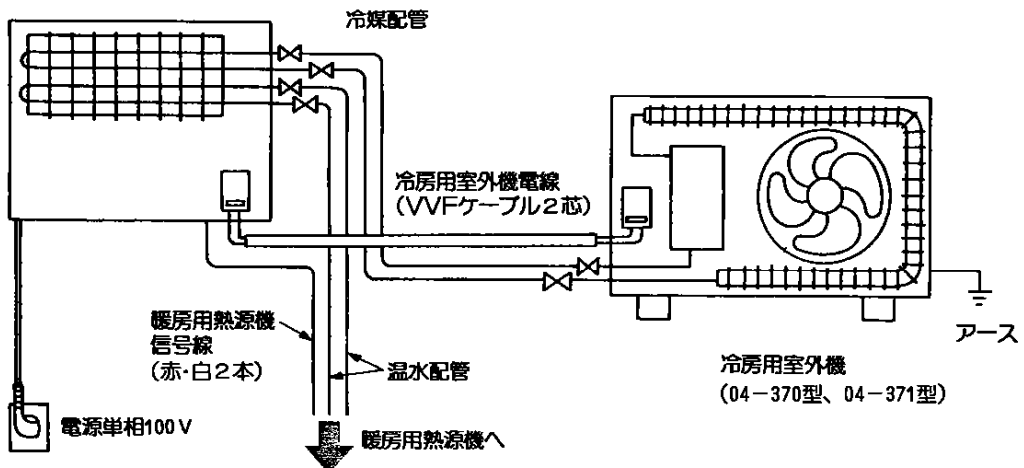 冷媒配管
冷房用室外機電線
(VVFケーブル2芯)
暖房用熱源機
信号線
(赤・白2本)
温水配管
アース
冷房用室外機
(04-370型、04-371型)
電源単相100V
暖房用熱源機へ